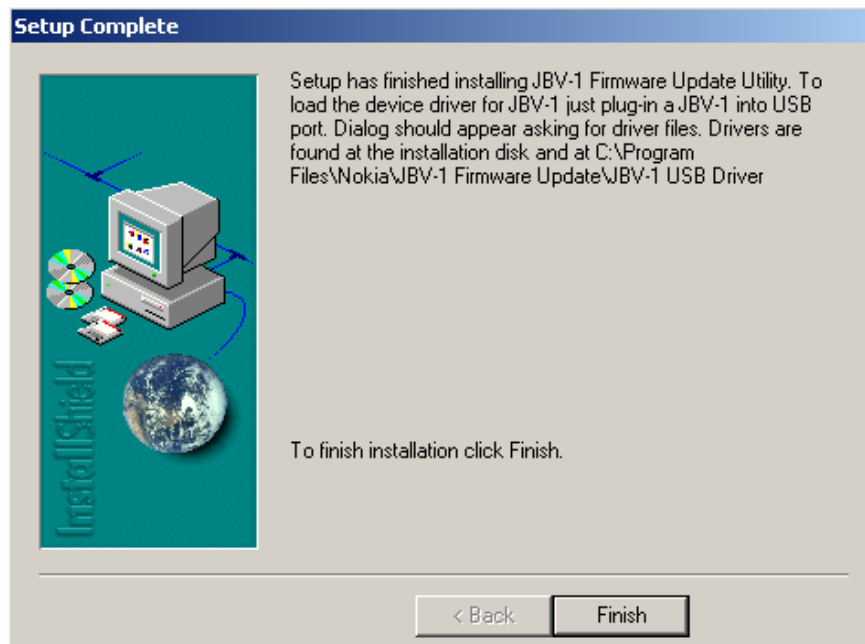 Setup Complete
Setup has finished installing JBV-1 Firmware Update Utility. To
load the device driver for JBV-1 just plug-in a JBV-1 into USB
port. Dialog should appear asking for driver files. Drivers are
found at the installation disk and at C:\Program
Files\Nokia\JBV-1 Firmware Update\JBV-1 USB Driver
InstallShield
To finish installation click Finish.
< Back
Finish